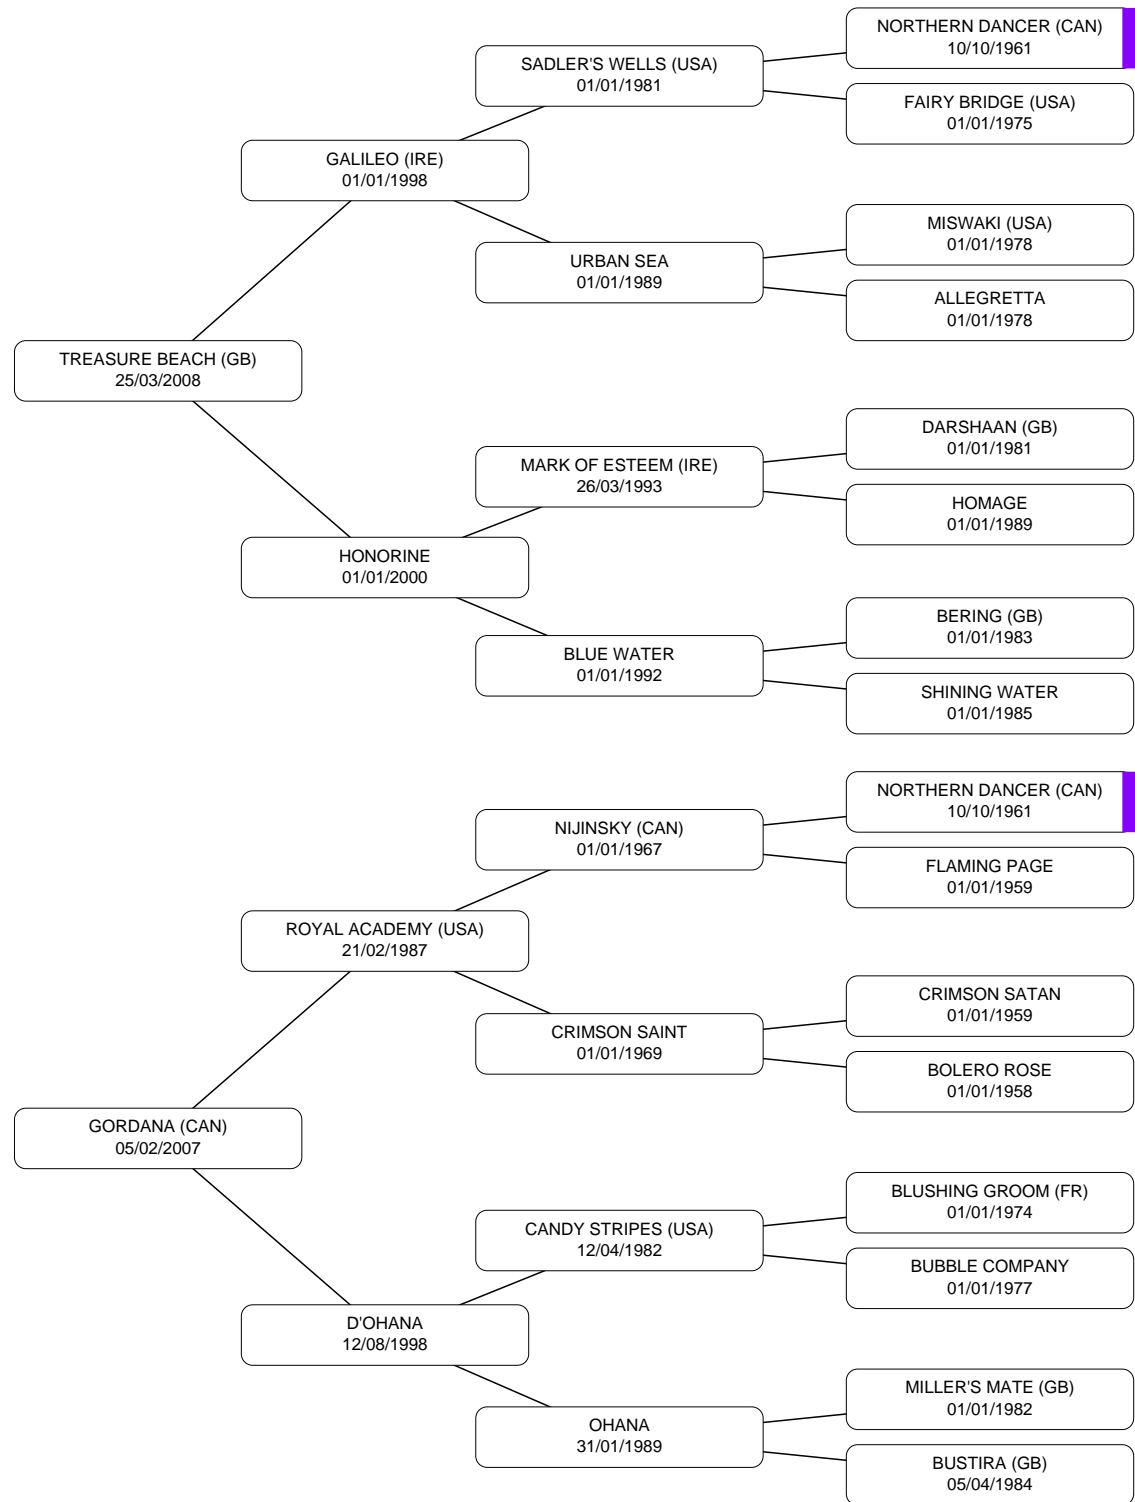 NORTHERN DANCER (CAN)
10/10/1961
SADLER'S WELLS (USA)
01/01/1981
FAIRY BRIDGE (USA)
01/01/1975
GALILEO (IRE)
01/01/1998
MISWAKI (USA)
01/01/1978
URBAN SEA
01/01/1989
ALLEGRETTA
01/01/1978
TREASURE BEACH (GB)
25/03/2008
DARSHAAN (GB)
01/01/1981
MARK OF ESTEEM (IRE)
26/03/1993
HOMAGE
01/01/1989
HONORINE
01/01/2000
BERING (GB)
01/01/1983
BLUE WATER
01/01/1992
SHINING WATER
01/01/1985
NORTHERN DANCER (CAN)
10/10/1961
NIJINSKY (CAN)
01/01/1967
FLAMING PAGE
01/01/1959
ROYAL ACADEMY (USA)
21/02/1987
CRIMSON SATAN
01/01/1959
CRIMSON SAINT
01/01/1969
BOLERO ROSE
01/01/1958
GORDANA (CAN)
05/02/2007
BLUSHING GROOM (FR)
01/01/1974
CANDY STRIPES (USA)
12/04/1982
BUBBLE COMPANY
01/01/1977
D'OHANA
12/08/1998
MILLER'S MATE (GB)
01/01/1982
OHANA
31/01/1989
BUSTIRA (GB)
05/04/1984